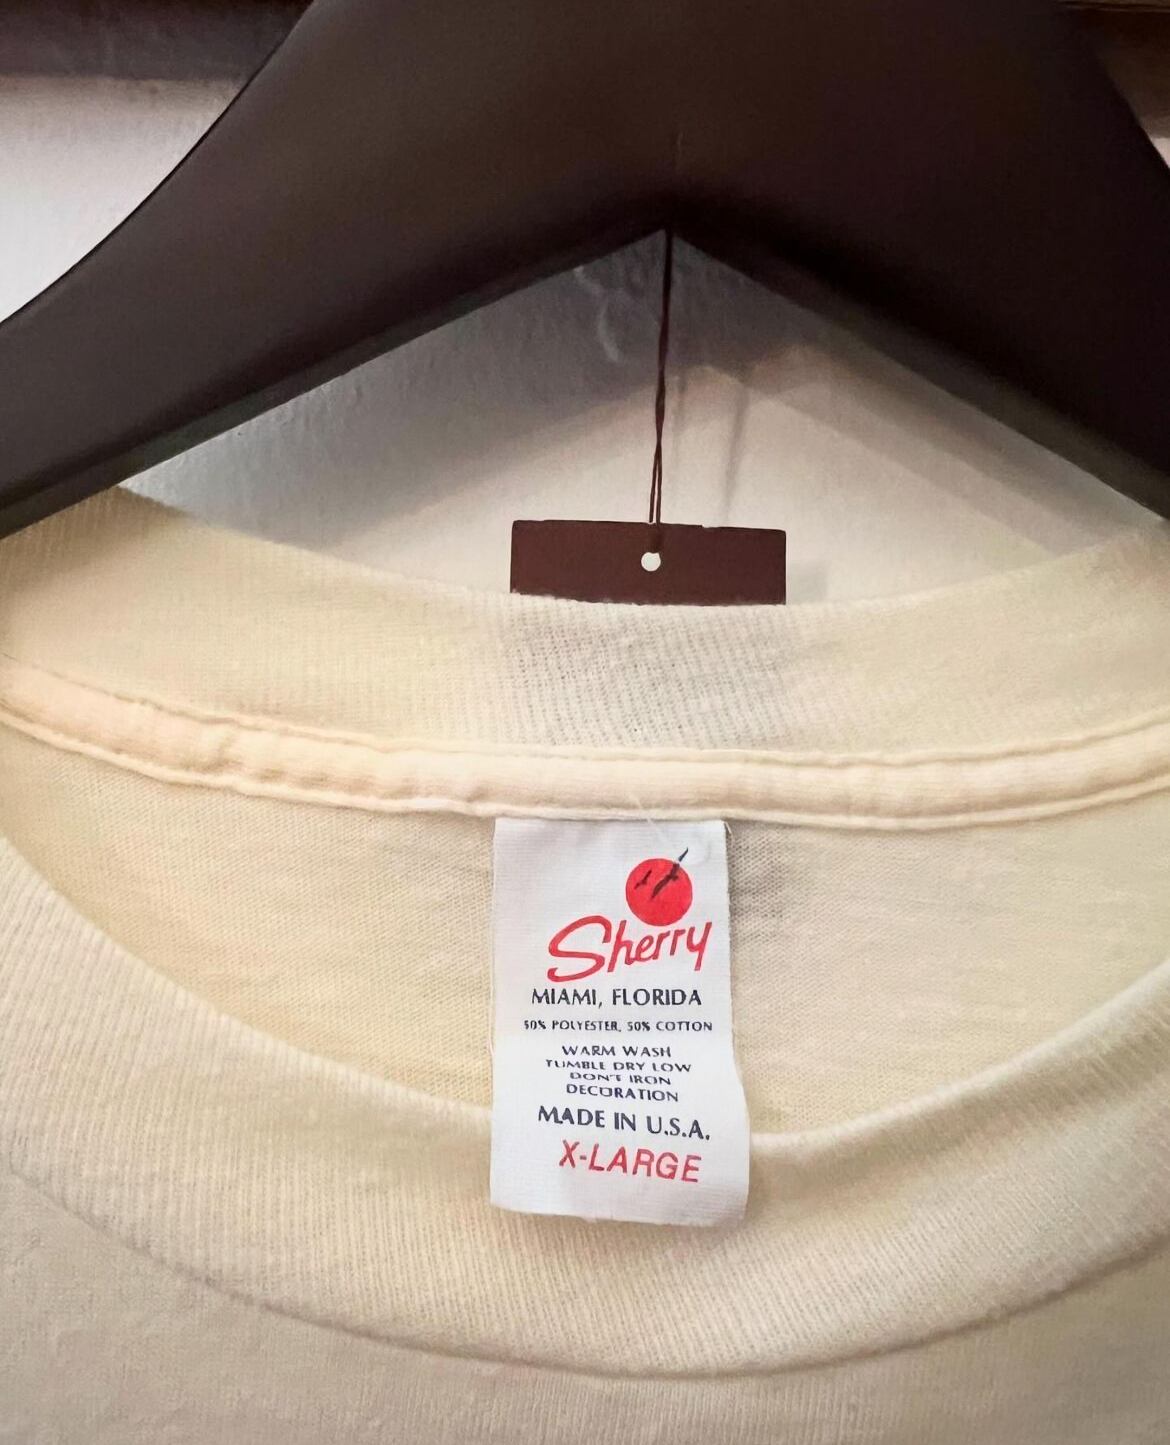 Sherry
MIAMI, FLORIDA
50% POLYESTER, 50% COTTON
WARM WASH
TUMBLE DRY LOW
DON'T IRON
DECORATION
MADE IN U.S.A.
X-LARGE